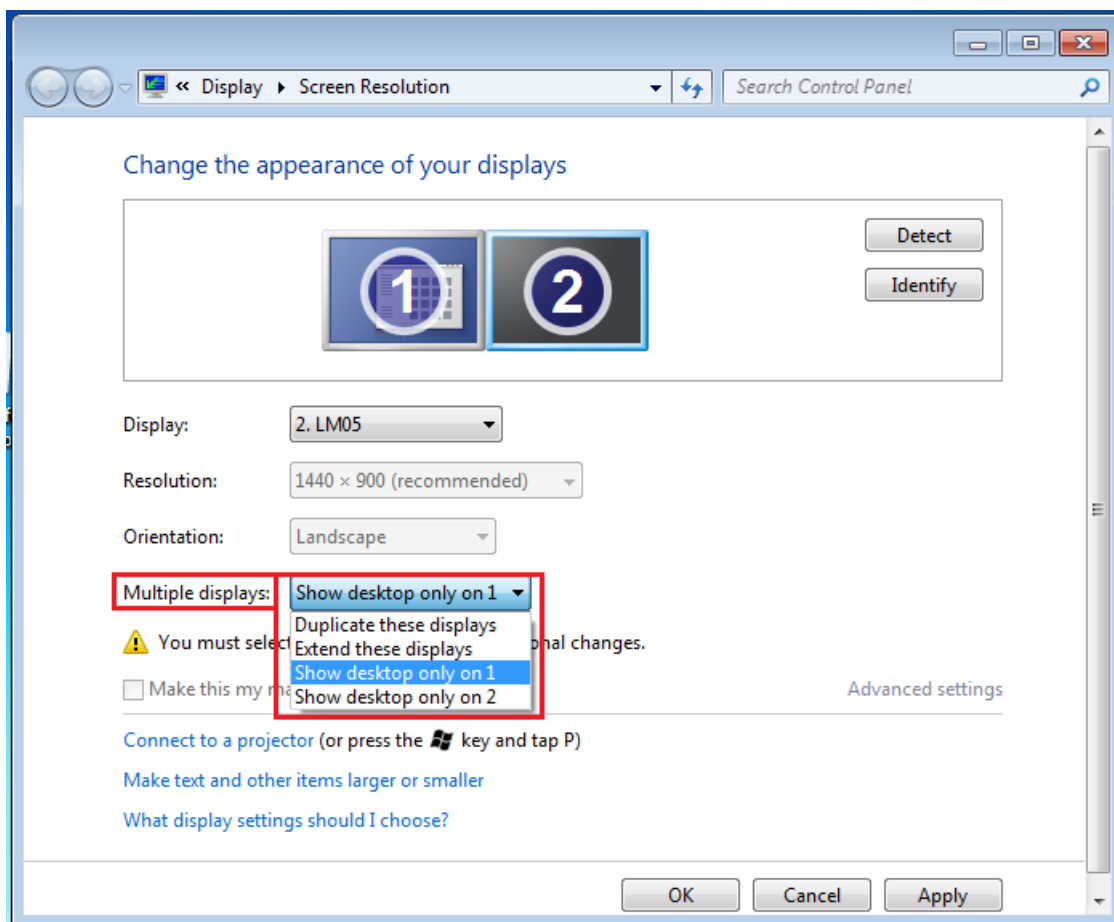 « Display ▸ Screen Resolution
Search Control Panel
Change the appearance of your displays
1 2
Detect
Identify
Display: 2. LM05
Resolution: 1440 × 900 (recommended)
Orientation: Landscape
Multiple displays: Show desktop only on 1
Duplicate these displays
You must select onal changes.
Extend these displays
Show desktop only on 1
Make this my Advanced settings
Show desktop only on 2
Connect to a projector (or press the key and tap P)
Make text and other items larger or smaller
What display settings should I choose?
OK Cancel Apply